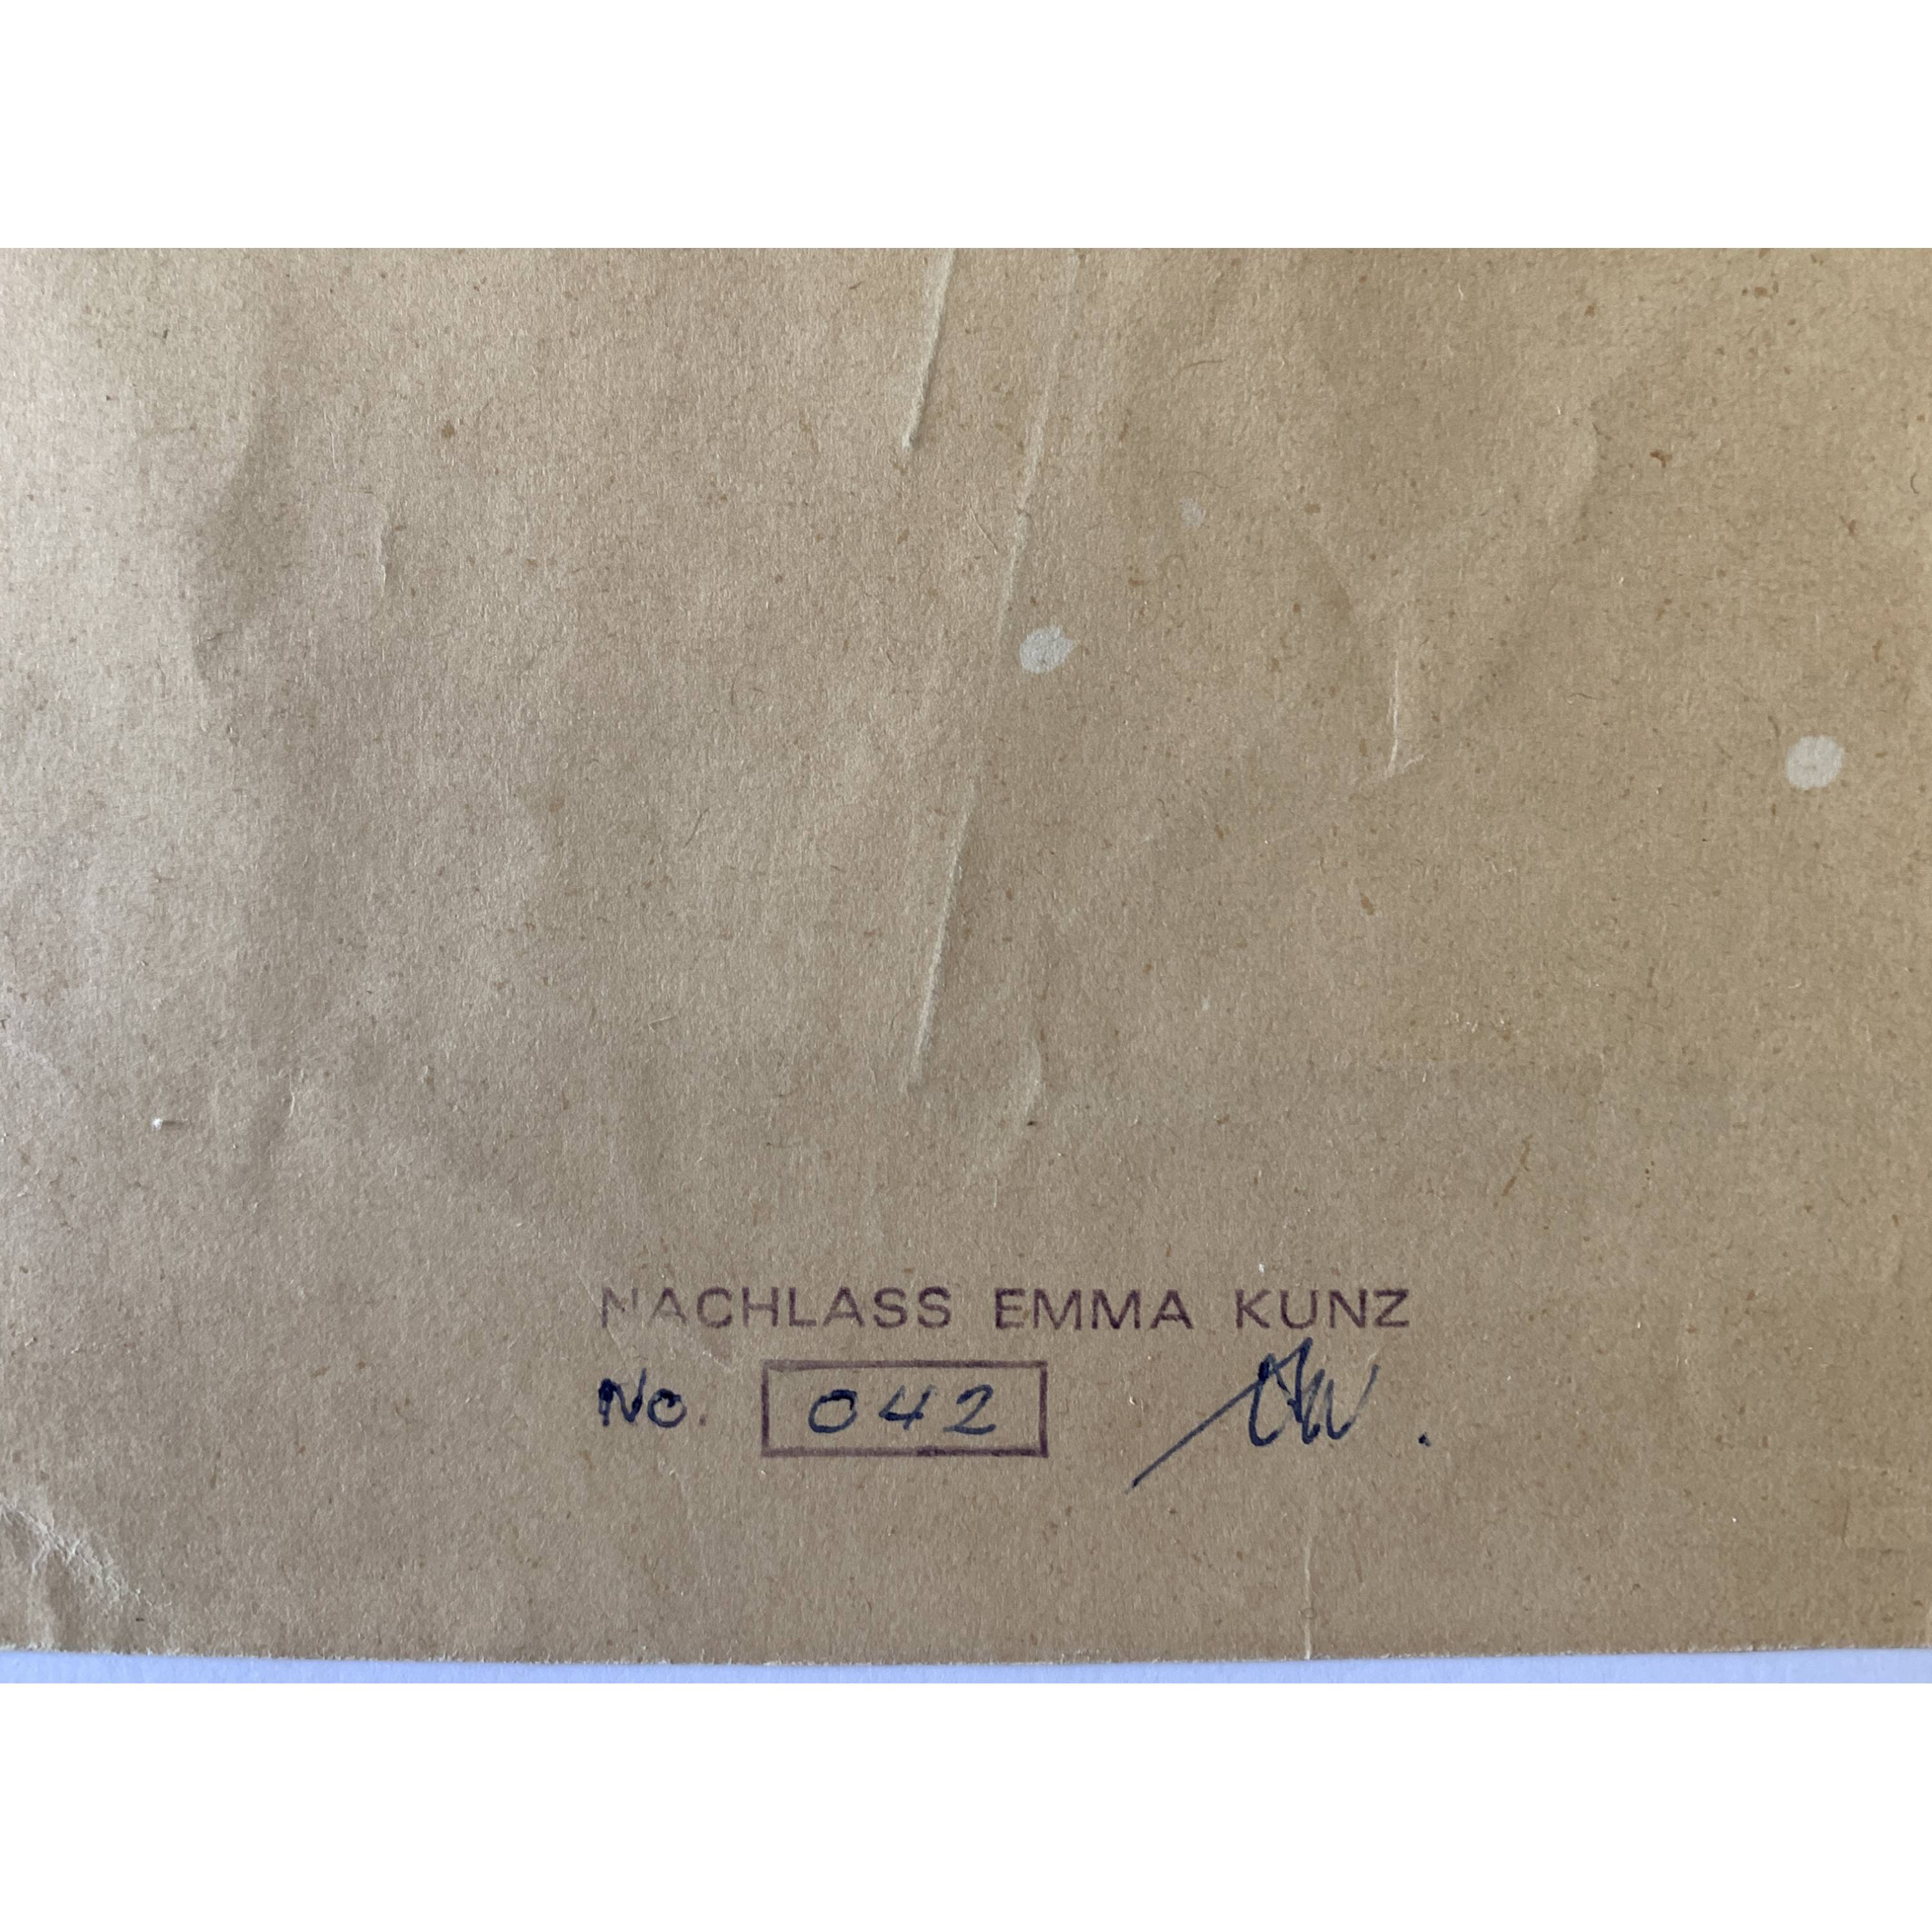 NACHLASS EMMA KUNZ
No. 042